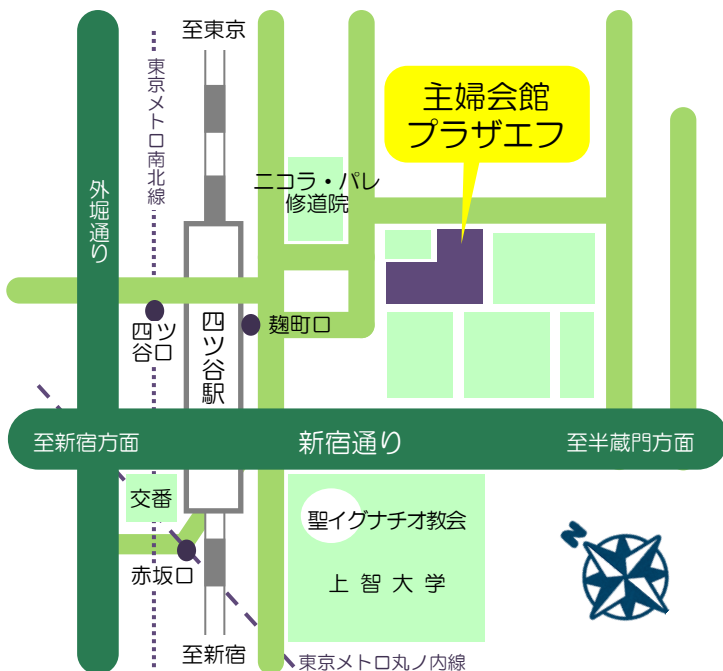 至東京
東京メトロ南北線
主婦会館
プラザエフ
ニコラ・パレ
修道院
外堀通り
四ツ
谷口
四ツ谷駅
麹町口
至新宿方面
新宿通り
至半蔵門方面
交番
聖イグナチオ教会
赤坂口
上智大学
至新宿
東京メトロ丸ノ内線
N